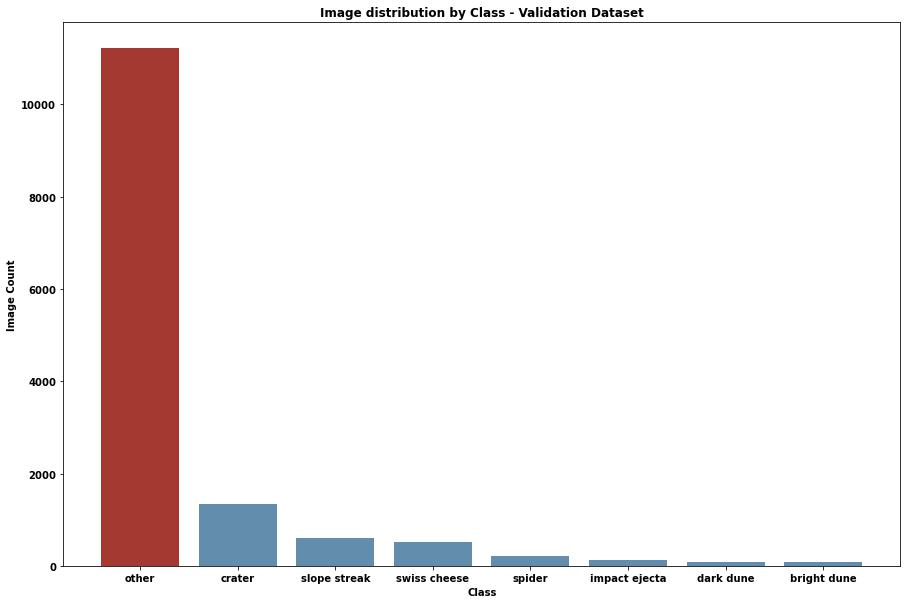 Image distribution by Class - Validation Dataset
Image Count
10000
8000
6000
4000
2000
0
other crater slope streak swiss cheese spider impact ejecta dark dune bright dune
Class